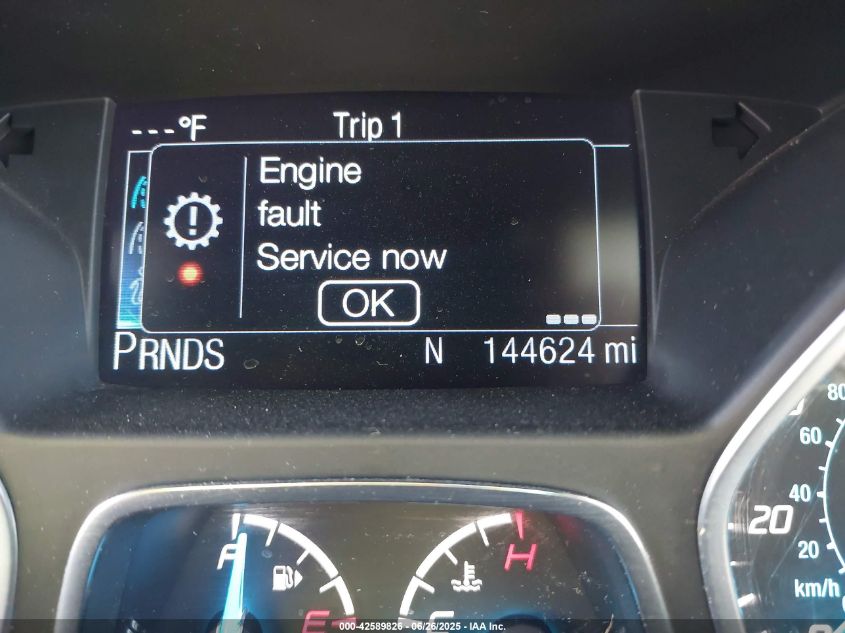 ---°F Trip 1
Engine
fault
Service now
OK
PRNDS N 144624 mi
80
60
40
20
20
km/h
F H
E C
000-42589826 - 06/26/2025 - IAA Inc.